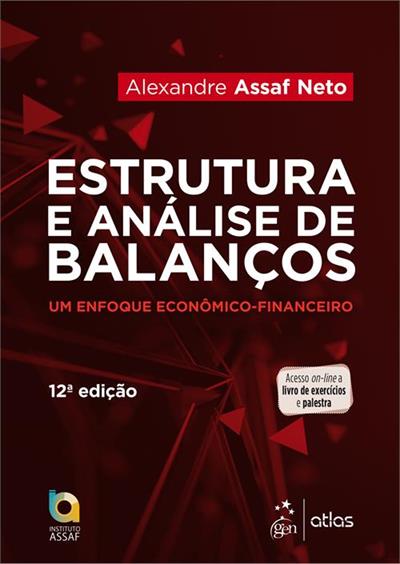 Alexandre Assaf Neto
ESTRUTURA
E ANÁLISE DE
BALANÇOS
UM ENFOQUE ECONÔMICO-FINANCEIRO
12ª edição
Acesso on-line a
livro de exercícios
e palestra
INSTITUTO
ASSAF
gen
atlas